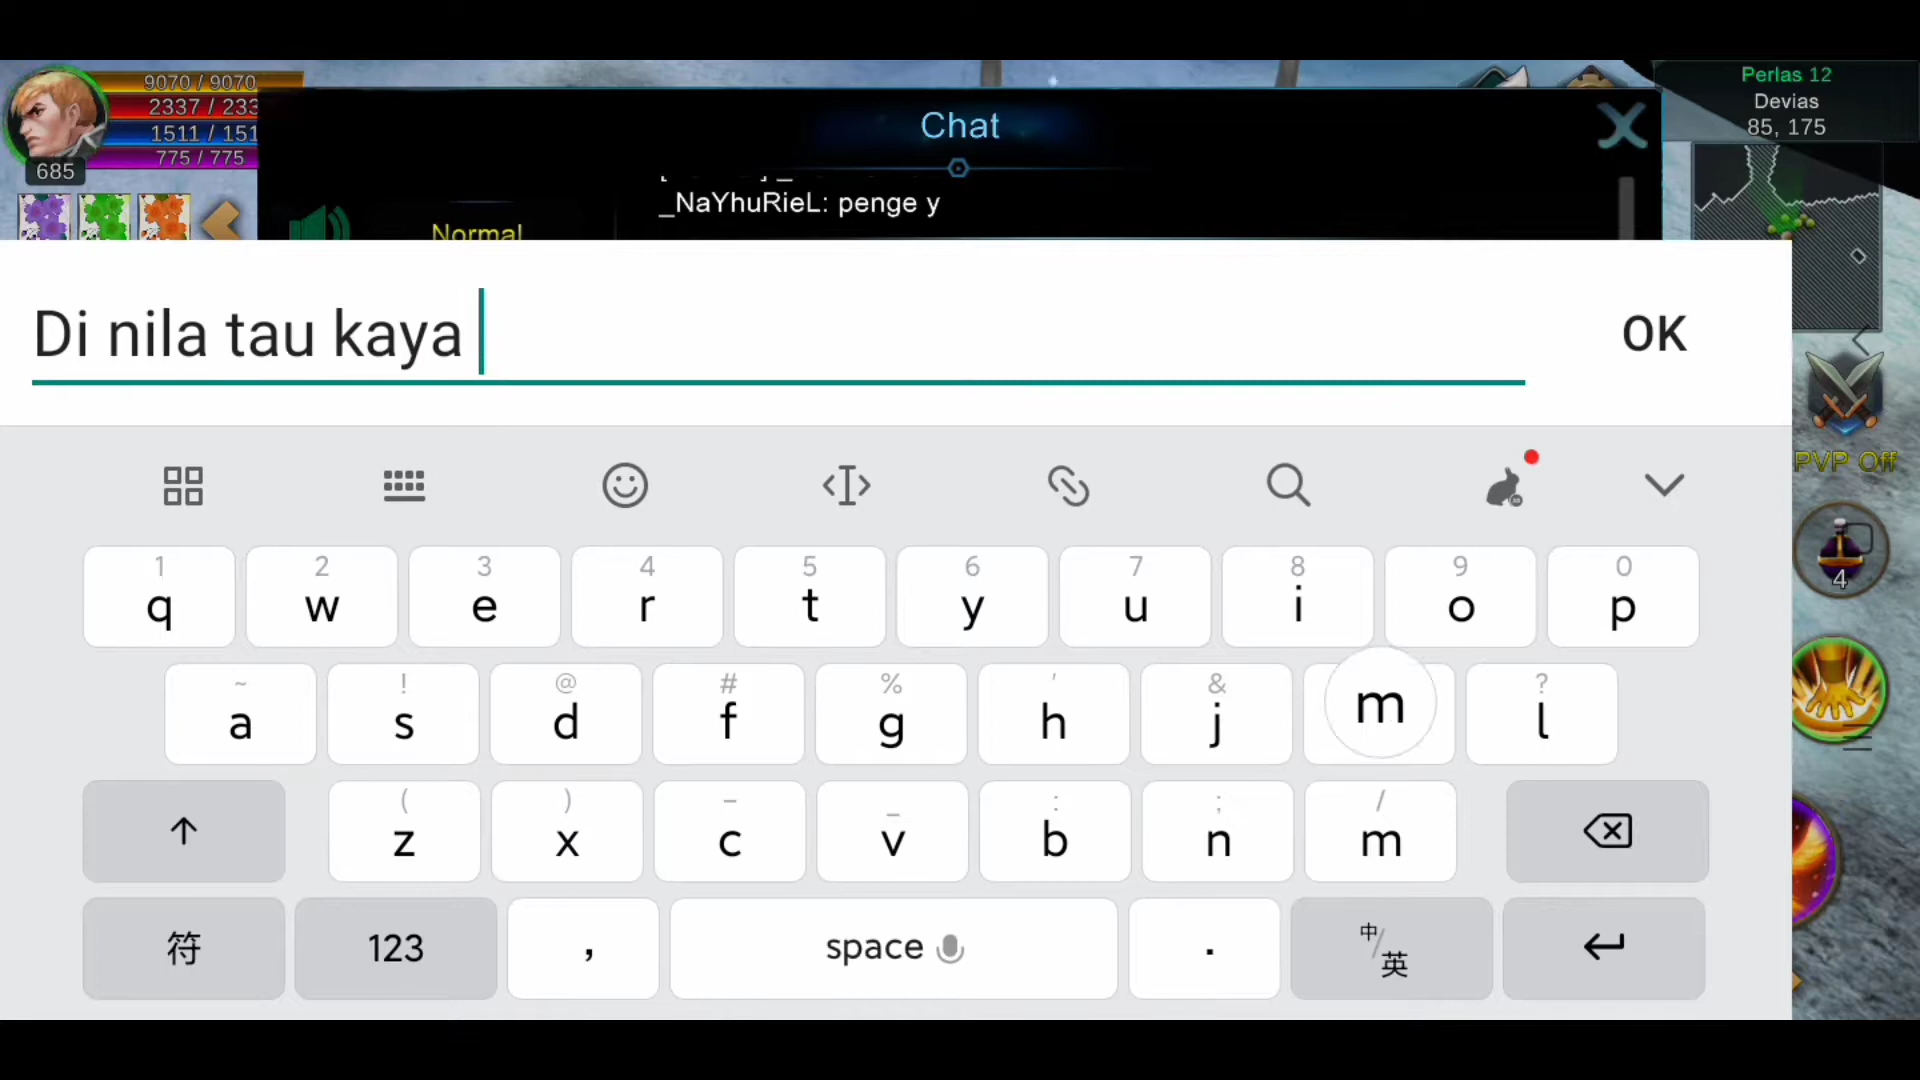 9070 / 9070
2337 / 233
1511 / 151
775 / 775
685
Chat
Perlas 12
Devias
85, 175
_NaYhuRieL: penge y
Normal
Di nila tau kaya
OK
PVP Off
4
1 2 3 4 5 6 7 8 9 0
q w e r t y u i o p
~ ! @ # % ' & ?
a s d f g h j m l
( ) – _ : ; /
z x c v b n m
符 123 , space . 中/英